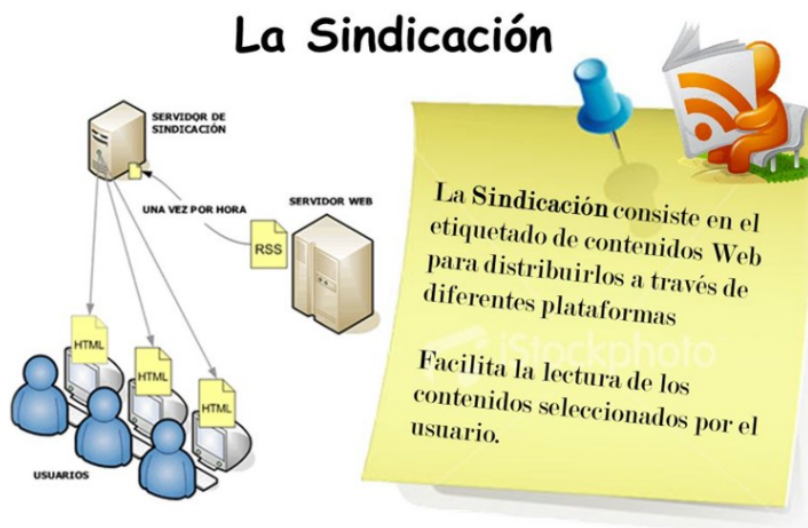 La Sindicación
SERVIDOR DE
SINDICACIÓN
UNA VEZ POR HORA
SERVIDOR WEB
RSS
HTML
HTML
HTML
USUARIOS
La Sindicación consiste en el
etiquetado de contenidos Web
para distribuirlos a través de
diferentes plataformas
iStockphoto
Facilita la lectura de los
contenidos seleccionados por el
usuario.